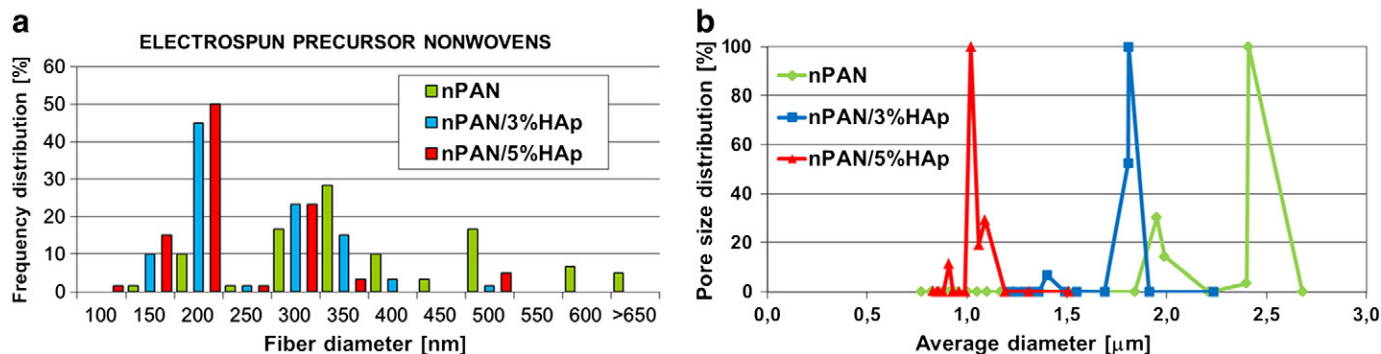 a
ELECTROSPUN PRECURSOR NONWOVENS
Frequency distribution [%]
60
50
40
30
20
10
0
nPAN
nPAN/3%HAp
nPAN/5%HAp
100 150 200 250 300 350 400 450 500 550 600 >650
Fiber diameter [nm]
b
Pore size distribution [%]
100
80
60
40
20
0
nPAN
nPAN/3%HAp
nPAN/5%HAp
0,0 0,5 1,0 1,5 2,0 2,5 3,0
Average diameter [μm]